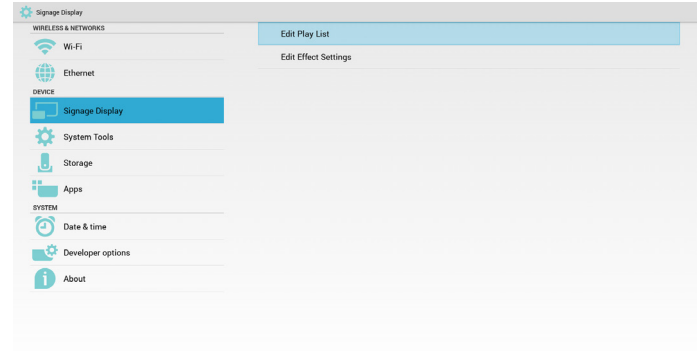 Signage Display
WIRELESS & NETWORKS
Wi-Fi
Ethernet
DEVICE
Signage Display
System Tools
Storage
Apps
SYSTEM
Date & time
Developer options
About
Edit Play List
Edit Effect Settings